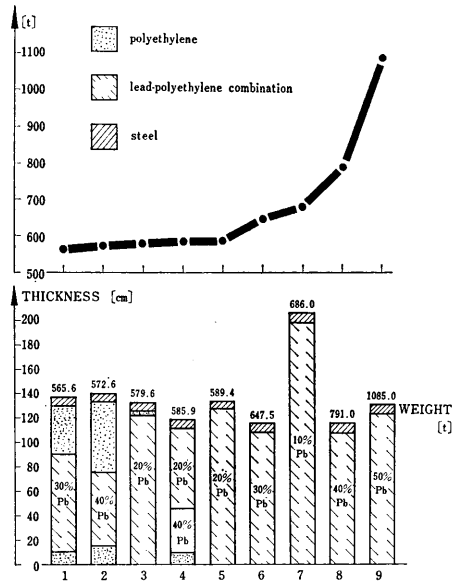 [t]
polyethylene
1100
1000
lead-polyethylene combination
900
steel
800
700
600
500
THICKNESS [cm]
686.0
200
180
160
565.6 572.6 579.6 585.9 589.4 647.5 791.0 1085.0
140
WEIGHT
[t]
120
100
80
60
40
20
0
30% Pb
40% Pb
20% Pb
20% Pb
40% Pb
20% Pb
30% Pb
10% Pb
40% Pb
50% Pb
1 2 3 4 5 6 7 8 9